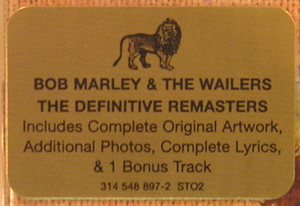 BOB MARLEY & THE WAILERS
THE DEFINITIVE REMASTERS
Includes Complete Original Artwork,
Additional Photos, Complete Lyrics,
& 1 Bonus Track
314 548 897-2 STO2